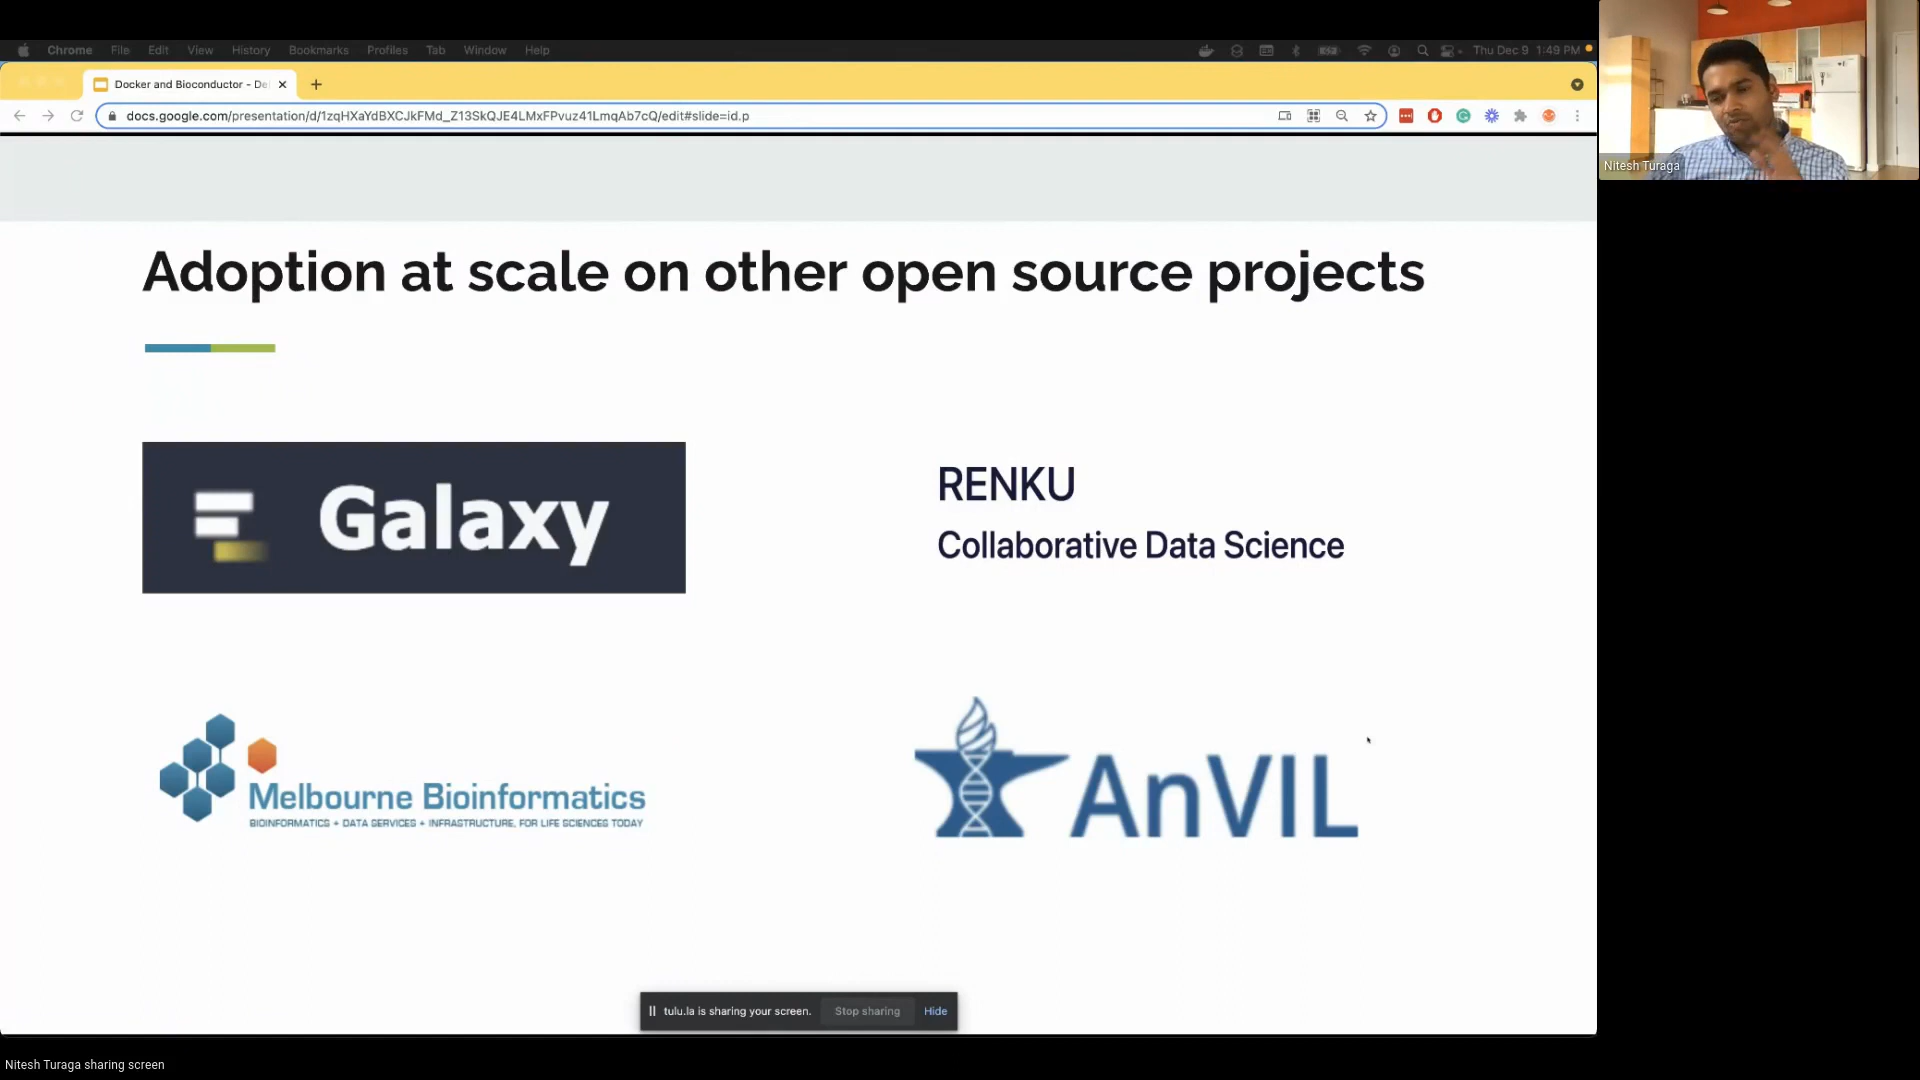 Chrome File Edit View History Bookmarks Profiles Tab Window Help
Thu Dec 9 1:49 PM
Docker and Bioconductor - De
docs.google.com/presentation/d/1zqHXaYdBXCJkFMd_Z13SkQJE4LMxFPvuz41LmqAb7cQ/edit#slide=id.p
Nitesh Turaga
Adoption at scale on other open source projects
Galaxy
RENKU
Collaborative Data Science
Melbourne Bioinformatics
BIOINFORMATICS + DATA SERVICES + INFRASTRUCTURE, FOR LIFE SCIENCES TODAY
AnVIL
tulu.la is sharing your screen. Stop sharing Hide
Nitesh Turaga sharing screen